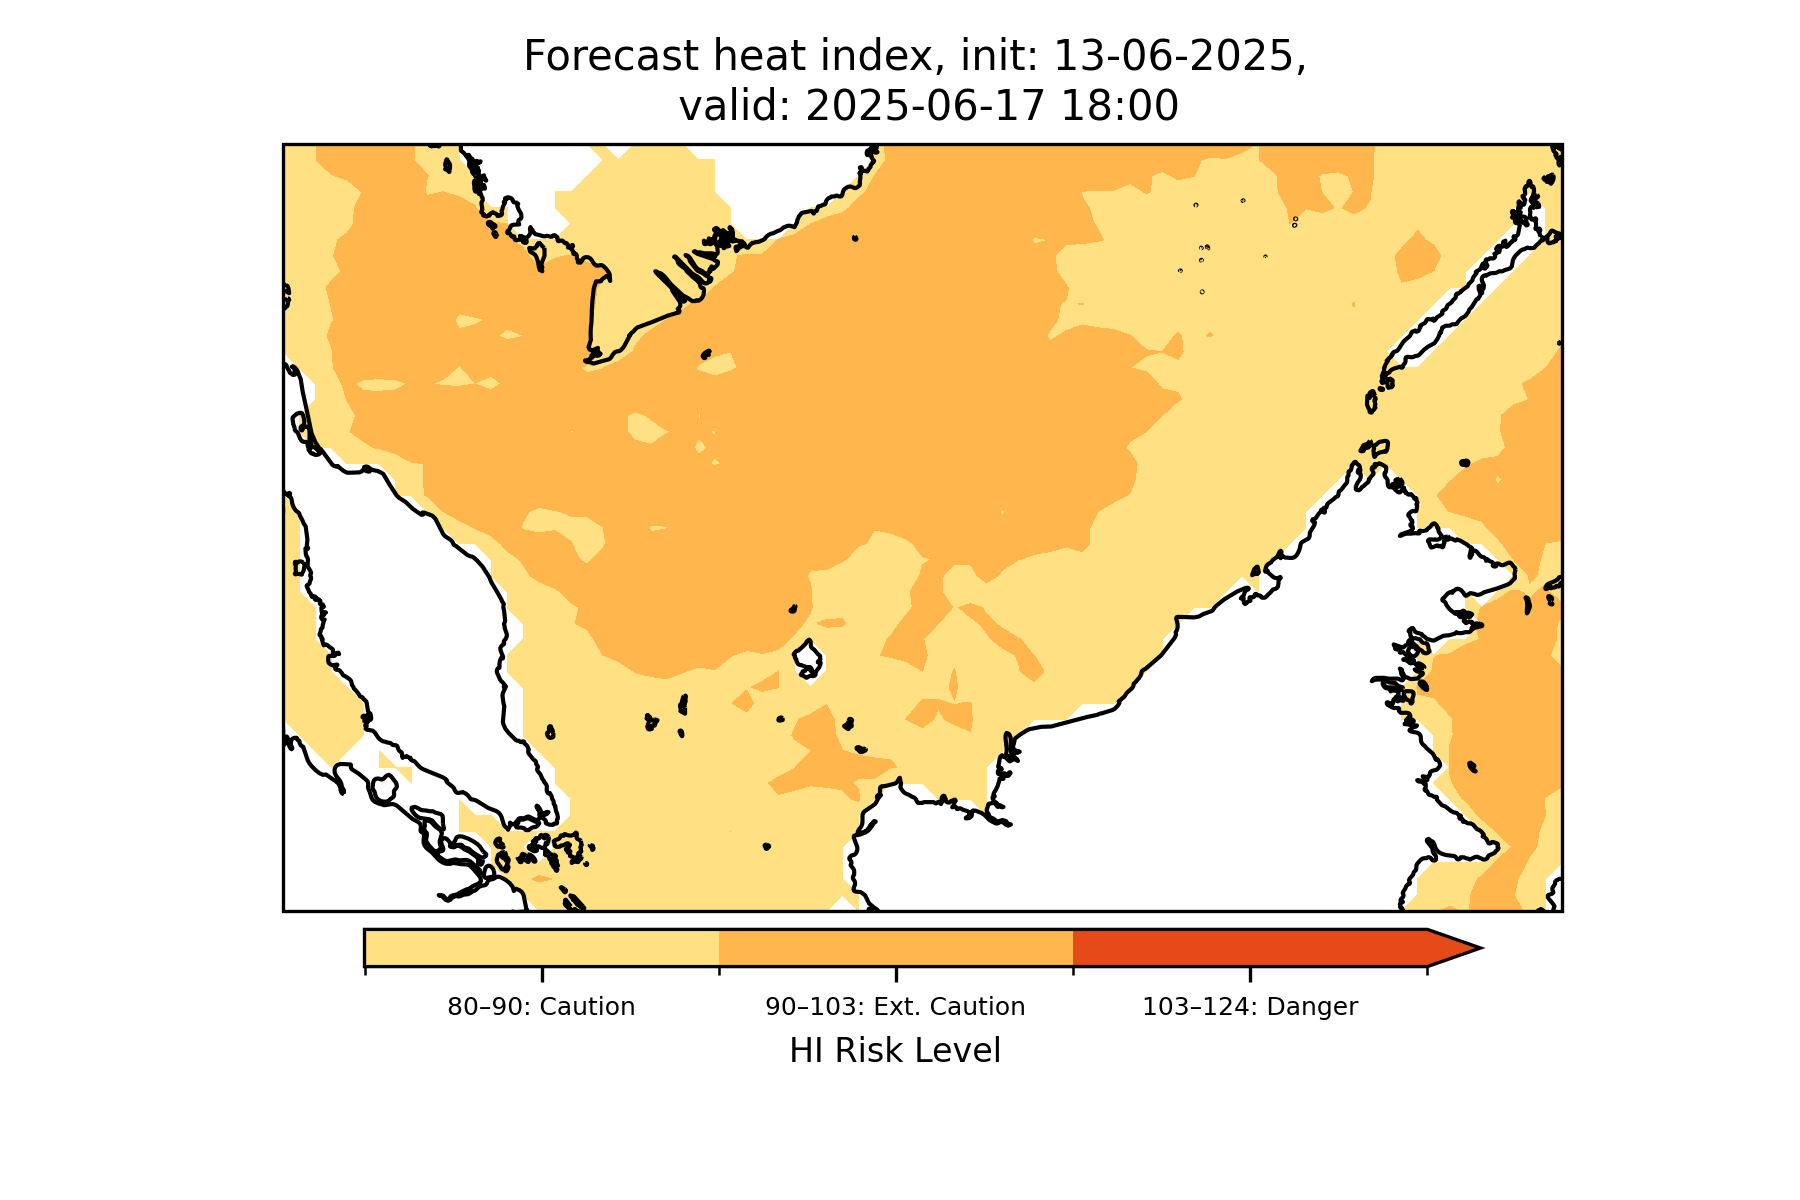 Forecast heat index, init: 13-06-2025,
valid: 2025-06-17 18:00
80–90: Caution
90–103: Ext. Caution
103–124: Danger
HI Risk Level